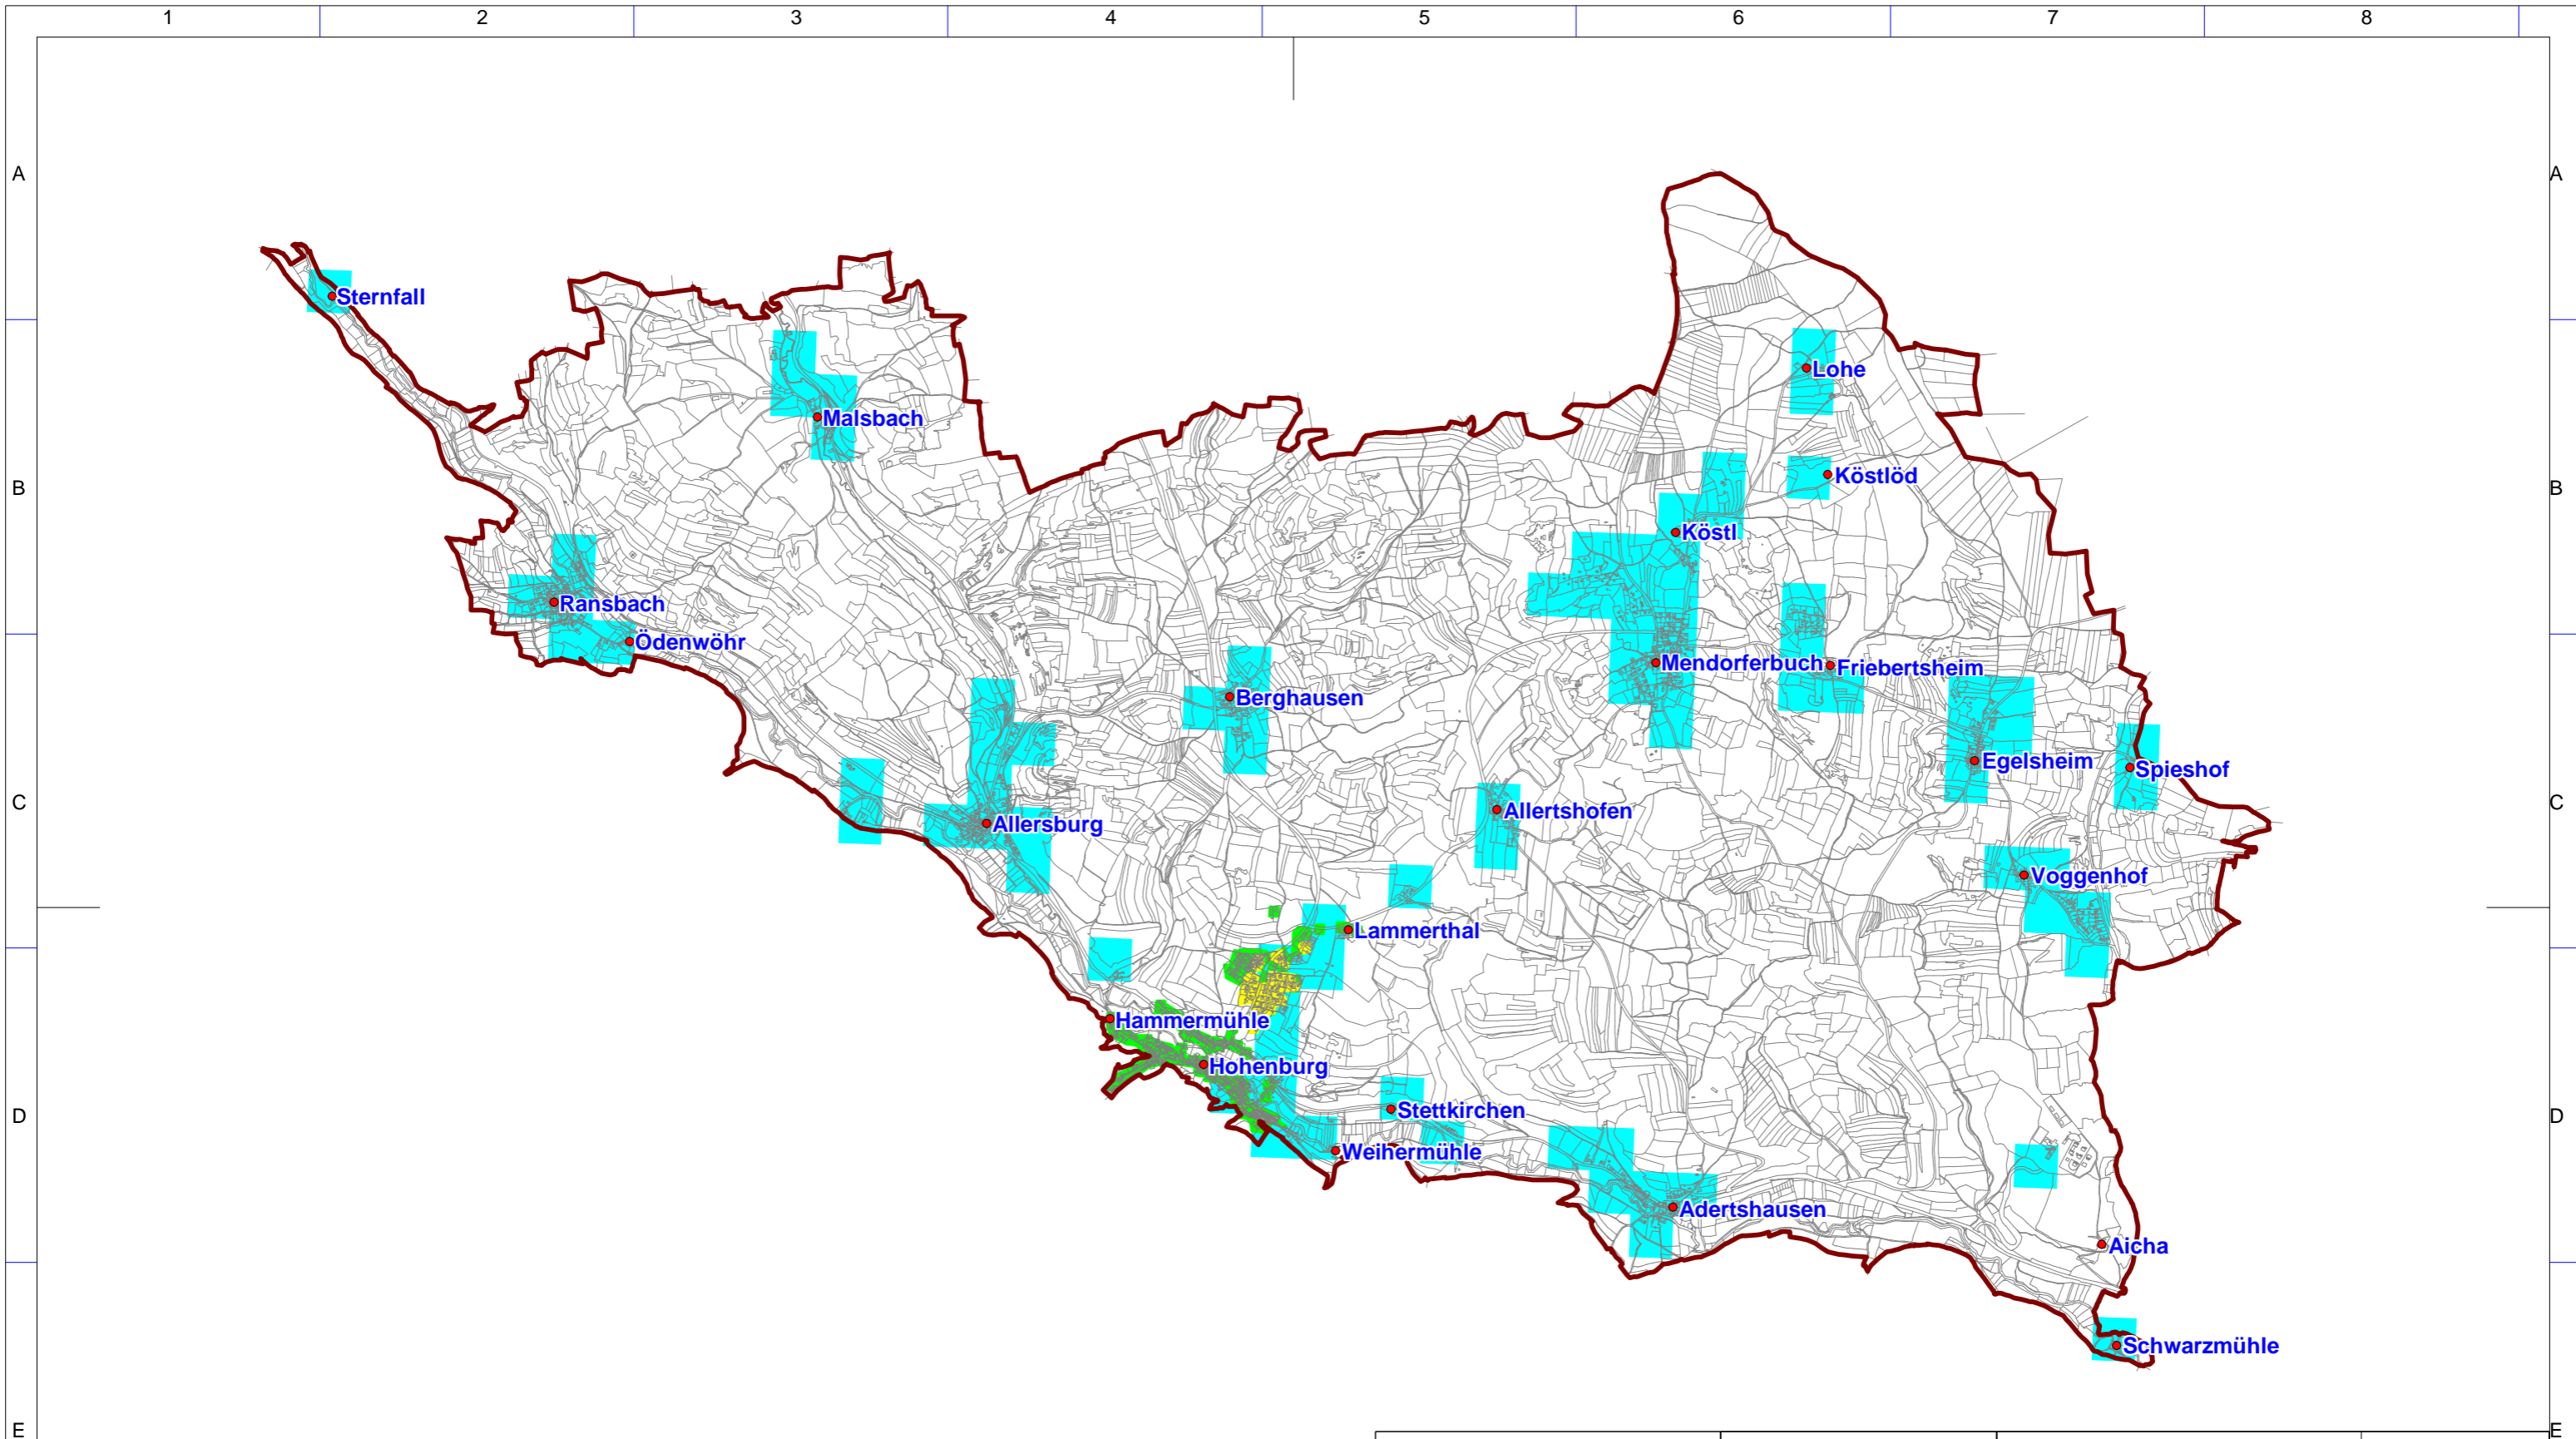 1 2 3 4 5 6 7 8
A A
Sternfall
Lohe
Malsbach
Köstlöd
B B
Köstl
Ransbach
Ödenwöhr
Mendorferbuch
Friebertsheim
Berghausen
Egelsheim
Spieshof
C C
Allertshofen
Allersburg
Voggenhof
Lammerthal
Hammermühle
Hohenburg
Stettkirchen
D D
Weihermühle
Adertshausen
Aicha
Schwarzmühle
E E